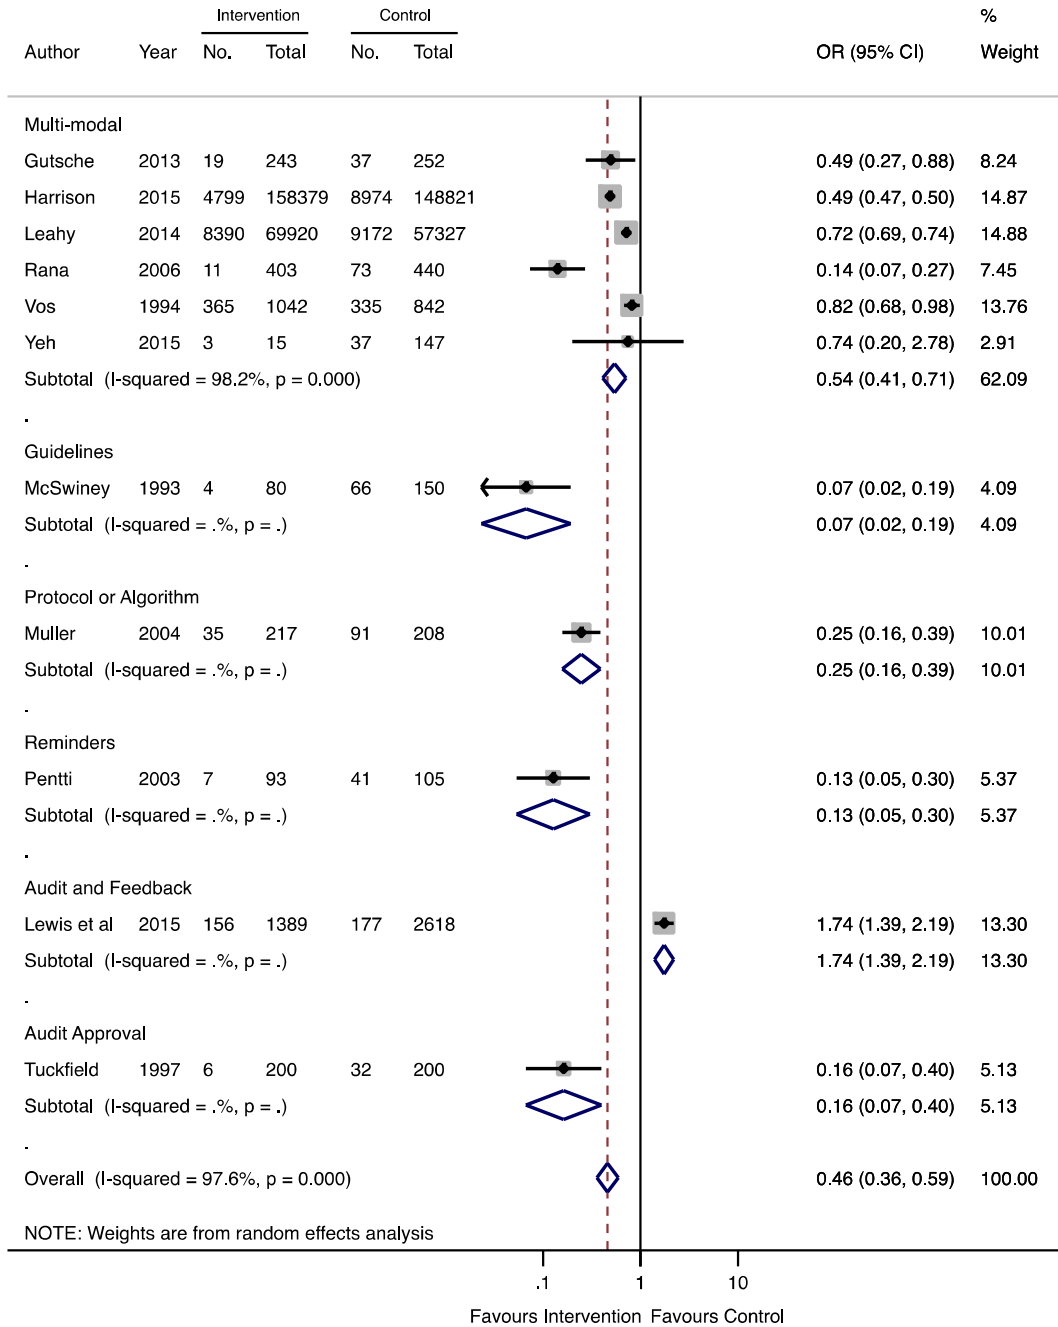 Intervention Control %
Author Year No. Total No. Total OR (95% CI) Weight
Multi-modal
Gutsche 2013 19 243 37 252 0.49 (0.27, 0.88) 8.24
Harrison 2015 4799 158379 8974 148821 0.49 (0.47, 0.50) 14.87
Leahy 2014 8390 69920 9172 57327 0.72 (0.69, 0.74) 14.88
Rana 2006 11 403 73 440 0.14 (0.07, 0.27) 7.45
Vos 1994 365 1042 335 842 0.82 (0.68, 0.98) 13.76
Yeh 2015 3 15 37 147 0.74 (0.20, 2.78) 2.91
Subtotal (I-squared = 98.2%, p = 0.000) 0.54 (0.41, 0.71) 62.09
.
Guidelines
McSwiney 1993 4 80 66 150 0.07 (0.02, 0.19) 4.09
Subtotal (I-squared = .%, p = .) 0.07 (0.02, 0.19) 4.09
.
Protocol or Algorithm
Muller 2004 35 217 91 208 0.25 (0.16, 0.39) 10.01
Subtotal (I-squared = .%, p = .) 0.25 (0.16, 0.39) 10.01
.
Reminders
Pentti 2003 7 93 41 105 0.13 (0.05, 0.30) 5.37
Subtotal (I-squared = .%, p = .) 0.13 (0.05, 0.30) 5.37
.
Audit and Feedback
Lewis et al 2015 156 1389 177 2618 1.74 (1.39, 2.19) 13.30
Subtotal (I-squared = .%, p = .) 1.74 (1.39, 2.19) 13.30
.
Audit Approval
Tuckfield 1997 6 200 32 200 0.16 (0.07, 0.40) 5.13
Subtotal (I-squared = .%, p = .) 0.16 (0.07, 0.40) 5.13
.
Overall (I-squared = 97.6%, p = 0.000) 0.46 (0.36, 0.59) 100.00
NOTE: Weights are from random effects analysis
.1 1 10
Favours Intervention Favours Control